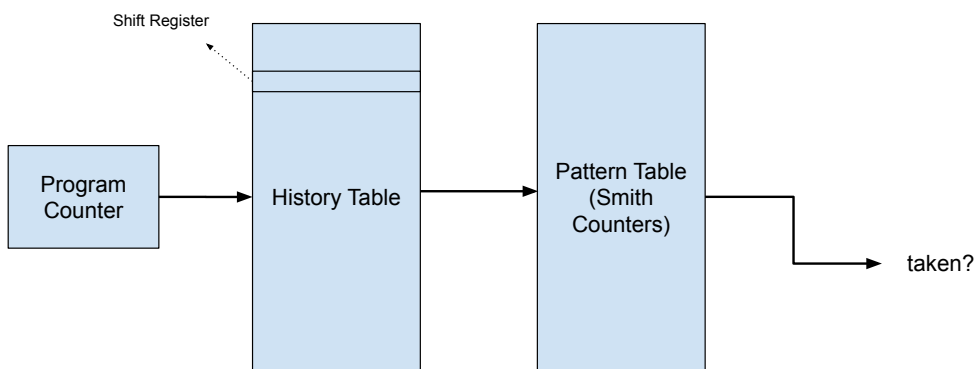 Shift Register
Program
Counter
History Table
Pattern Table
(Smith
Counters)
taken?